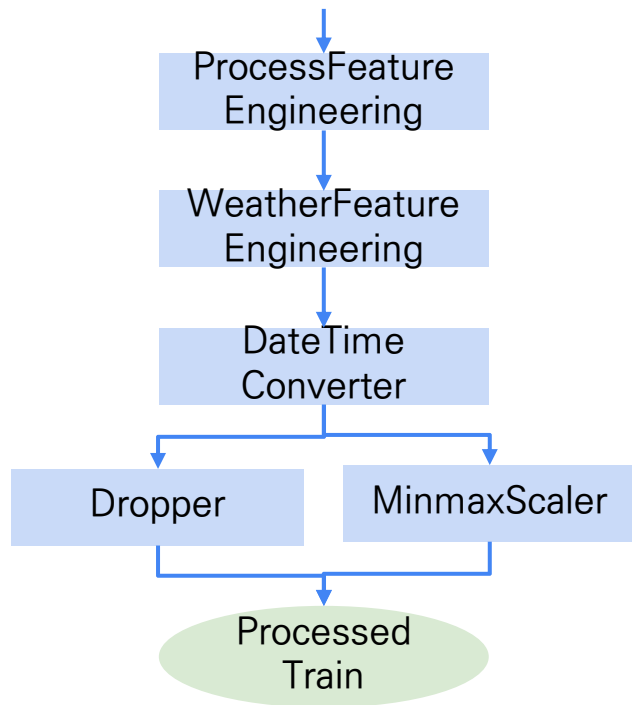 ProcessFeature
Engineering
WeatherFeature
Engineering
DateTime
Converter
Dropper
MinmaxScaler
Processed
Train